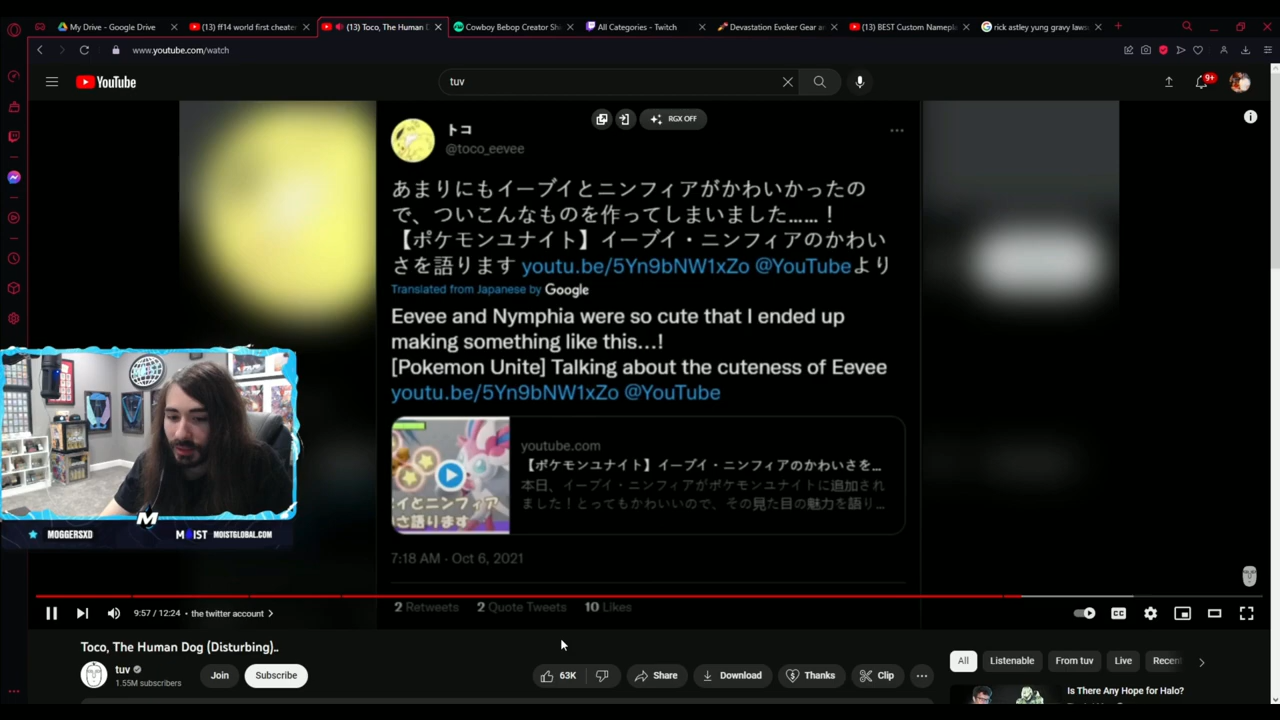 My Drive - Google Drive
(13) ff14 world first cheater
(13) Toco, The Human D
Cowboy Bebop Creator Sh
All Categories - Twitch
Devastation Evoker Gear an
(13) BEST Custom Namepl
rick astley yung gravy laws
www.youtube.com/watch
YouTube
tuv
9+
RGX OFF
トコ
@toco_eevee
あまりにもイーブイとニンフィアがかわいかったの
で、ついこんなものを作ってしまいました……！
【ポケモンユナイト】イーブイ・ニンフィアのかわい
さを語ります youtu.be/5Yn9bNW1xZo @YouTubeより
Translated from Japanese by Google
Eevee and Nymphia were so cute that I ended up
making something like this…!
[Pokemon Unite] Talking about the cuteness of Eevee
youtu.be/5Yn9bNW1xZo @YouTube
youtube.com
【ポケモンユナイト】イーブイ・ニンフィアのかわいさを...
本日、イーブイ・ニンフィアがポケモンユナイトに追加され
ました！とってもかわいいので、その見た目の魅力を語り...
イとニンフィア
さ語ります
7:18 AM · Oct 6, 2021
2 Retweets 2 Quote Tweets 10 Likes
M
MOGGERSXD
MOIST MOISTGLOBAL.COM
9:57 / 12:24 • the twitter account
CC
Toco, The Human Dog (Disturbing)..
tuv
1.55M subscribers
Join
Subscribe
63K
Share
Download
Thanks
Clip
All
Listenable
From tuv
Live
Recen
Is There Any Hope for Halo?